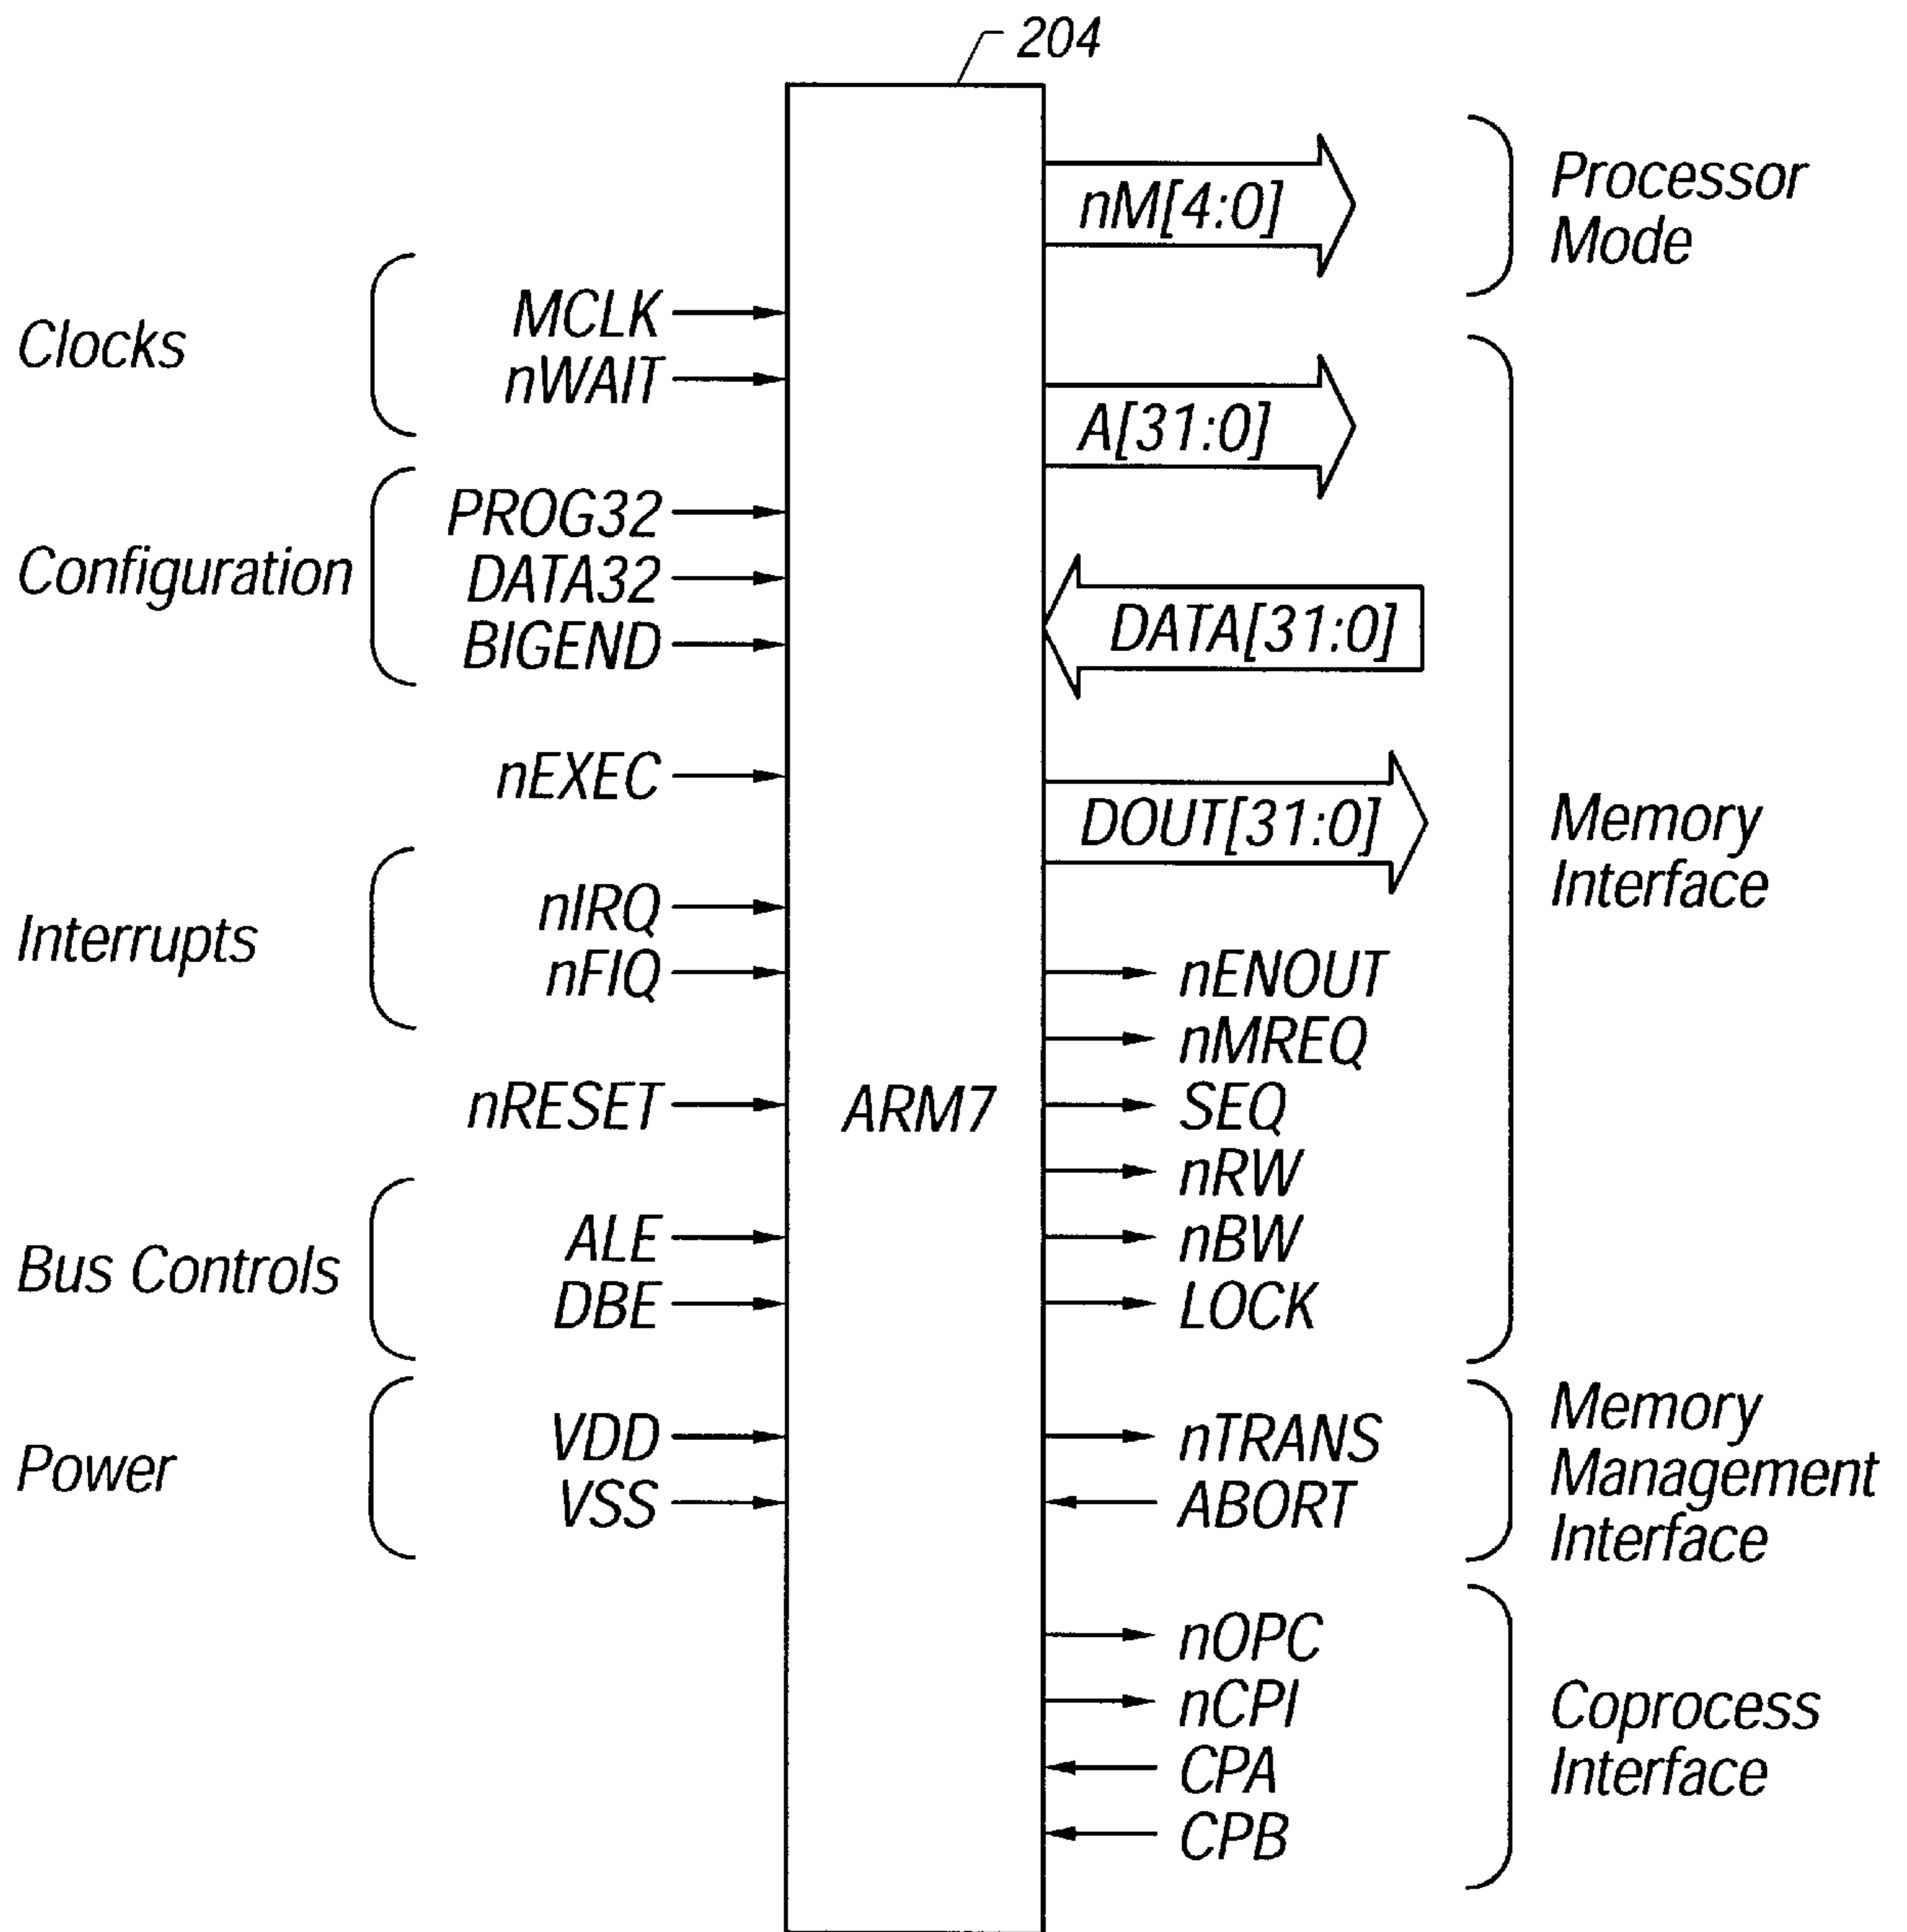 204
Clocks
MCLK
nWAIT
Configuration
PROG32
DATA32
BIGEND
nEXEC
Interrupts
nIRQ
nFIQ
nRESET
Bus Controls
ALE
DBE
Power
VDD
VSS
ARM7
nM[4:0]
Processor
Mode
A[31:0]
DATA[31:0]
DOUT[31:0]
nENOUT
nMREQ
SEQ
nRW
nBW
LOCK
Memory
Interface
nTRANS
ABORT
Memory
Management
Interface
nOPC
nCPI
CPA
CPB
Coprocess
Interface